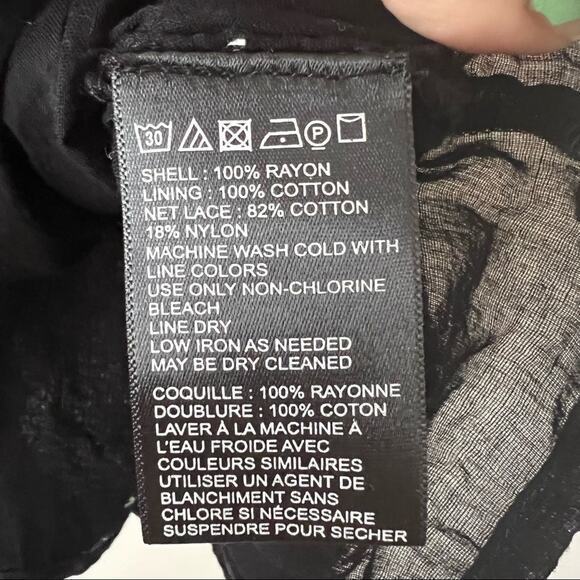 30 P
SHELL : 100% RAYON
LINING : 100% COTTON
NET LACE : 82% COTTON
18% NYLON
MACHINE WASH COLD WITH
LINE COLORS
USE ONLY NON-CHLORINE
BLEACH
LINE DRY
LOW IRON AS NEEDED
MAY BE DRY CLEANED
COQUILLE : 100% RAYONNE
DOUBLURE : 100% COTON
LAVER À LA MACHINE À
L'EAU FROIDE AVEC
COULEURS SIMILAIRES
UTILISER UN AGENT DE
BLANCHIMENT SANS
CHLORE SI NÉCESSAIRE
SUSPENDRE POUR SECHER